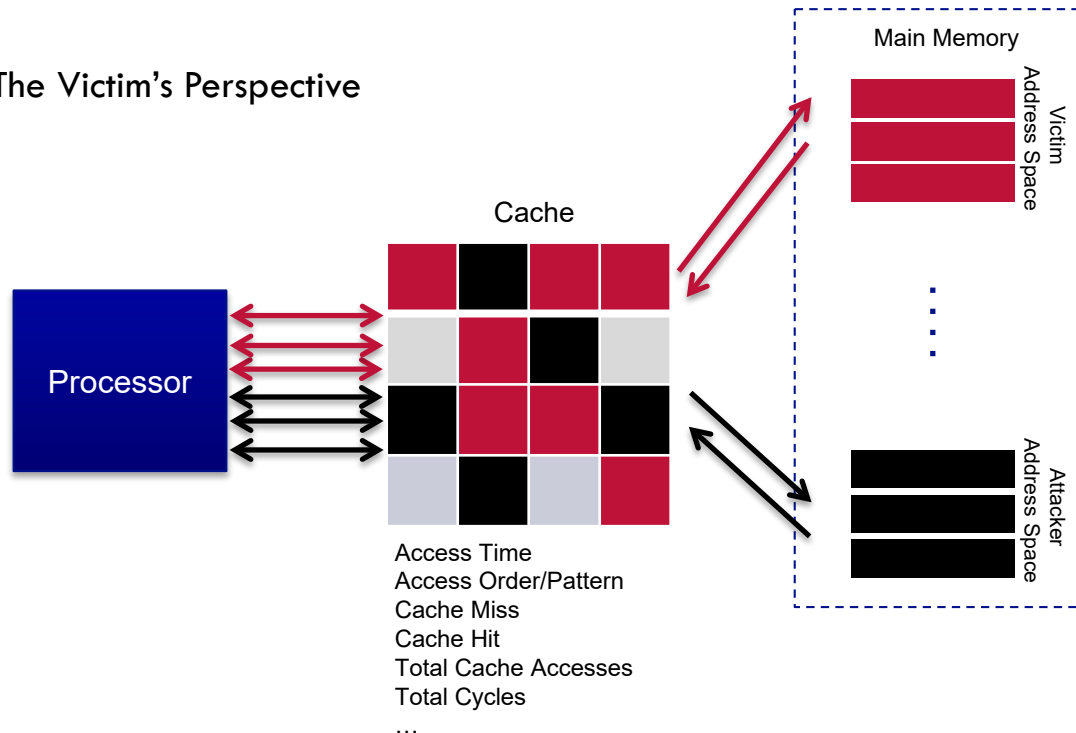 The Victim's Perspective
Main Memory
Victim
Address Space
Cache
Processor
Attacker
Address Space
Access Time
Access Order/Pattern
Cache Miss
Cache Hit
Total Cache Accesses
Total Cycles
...